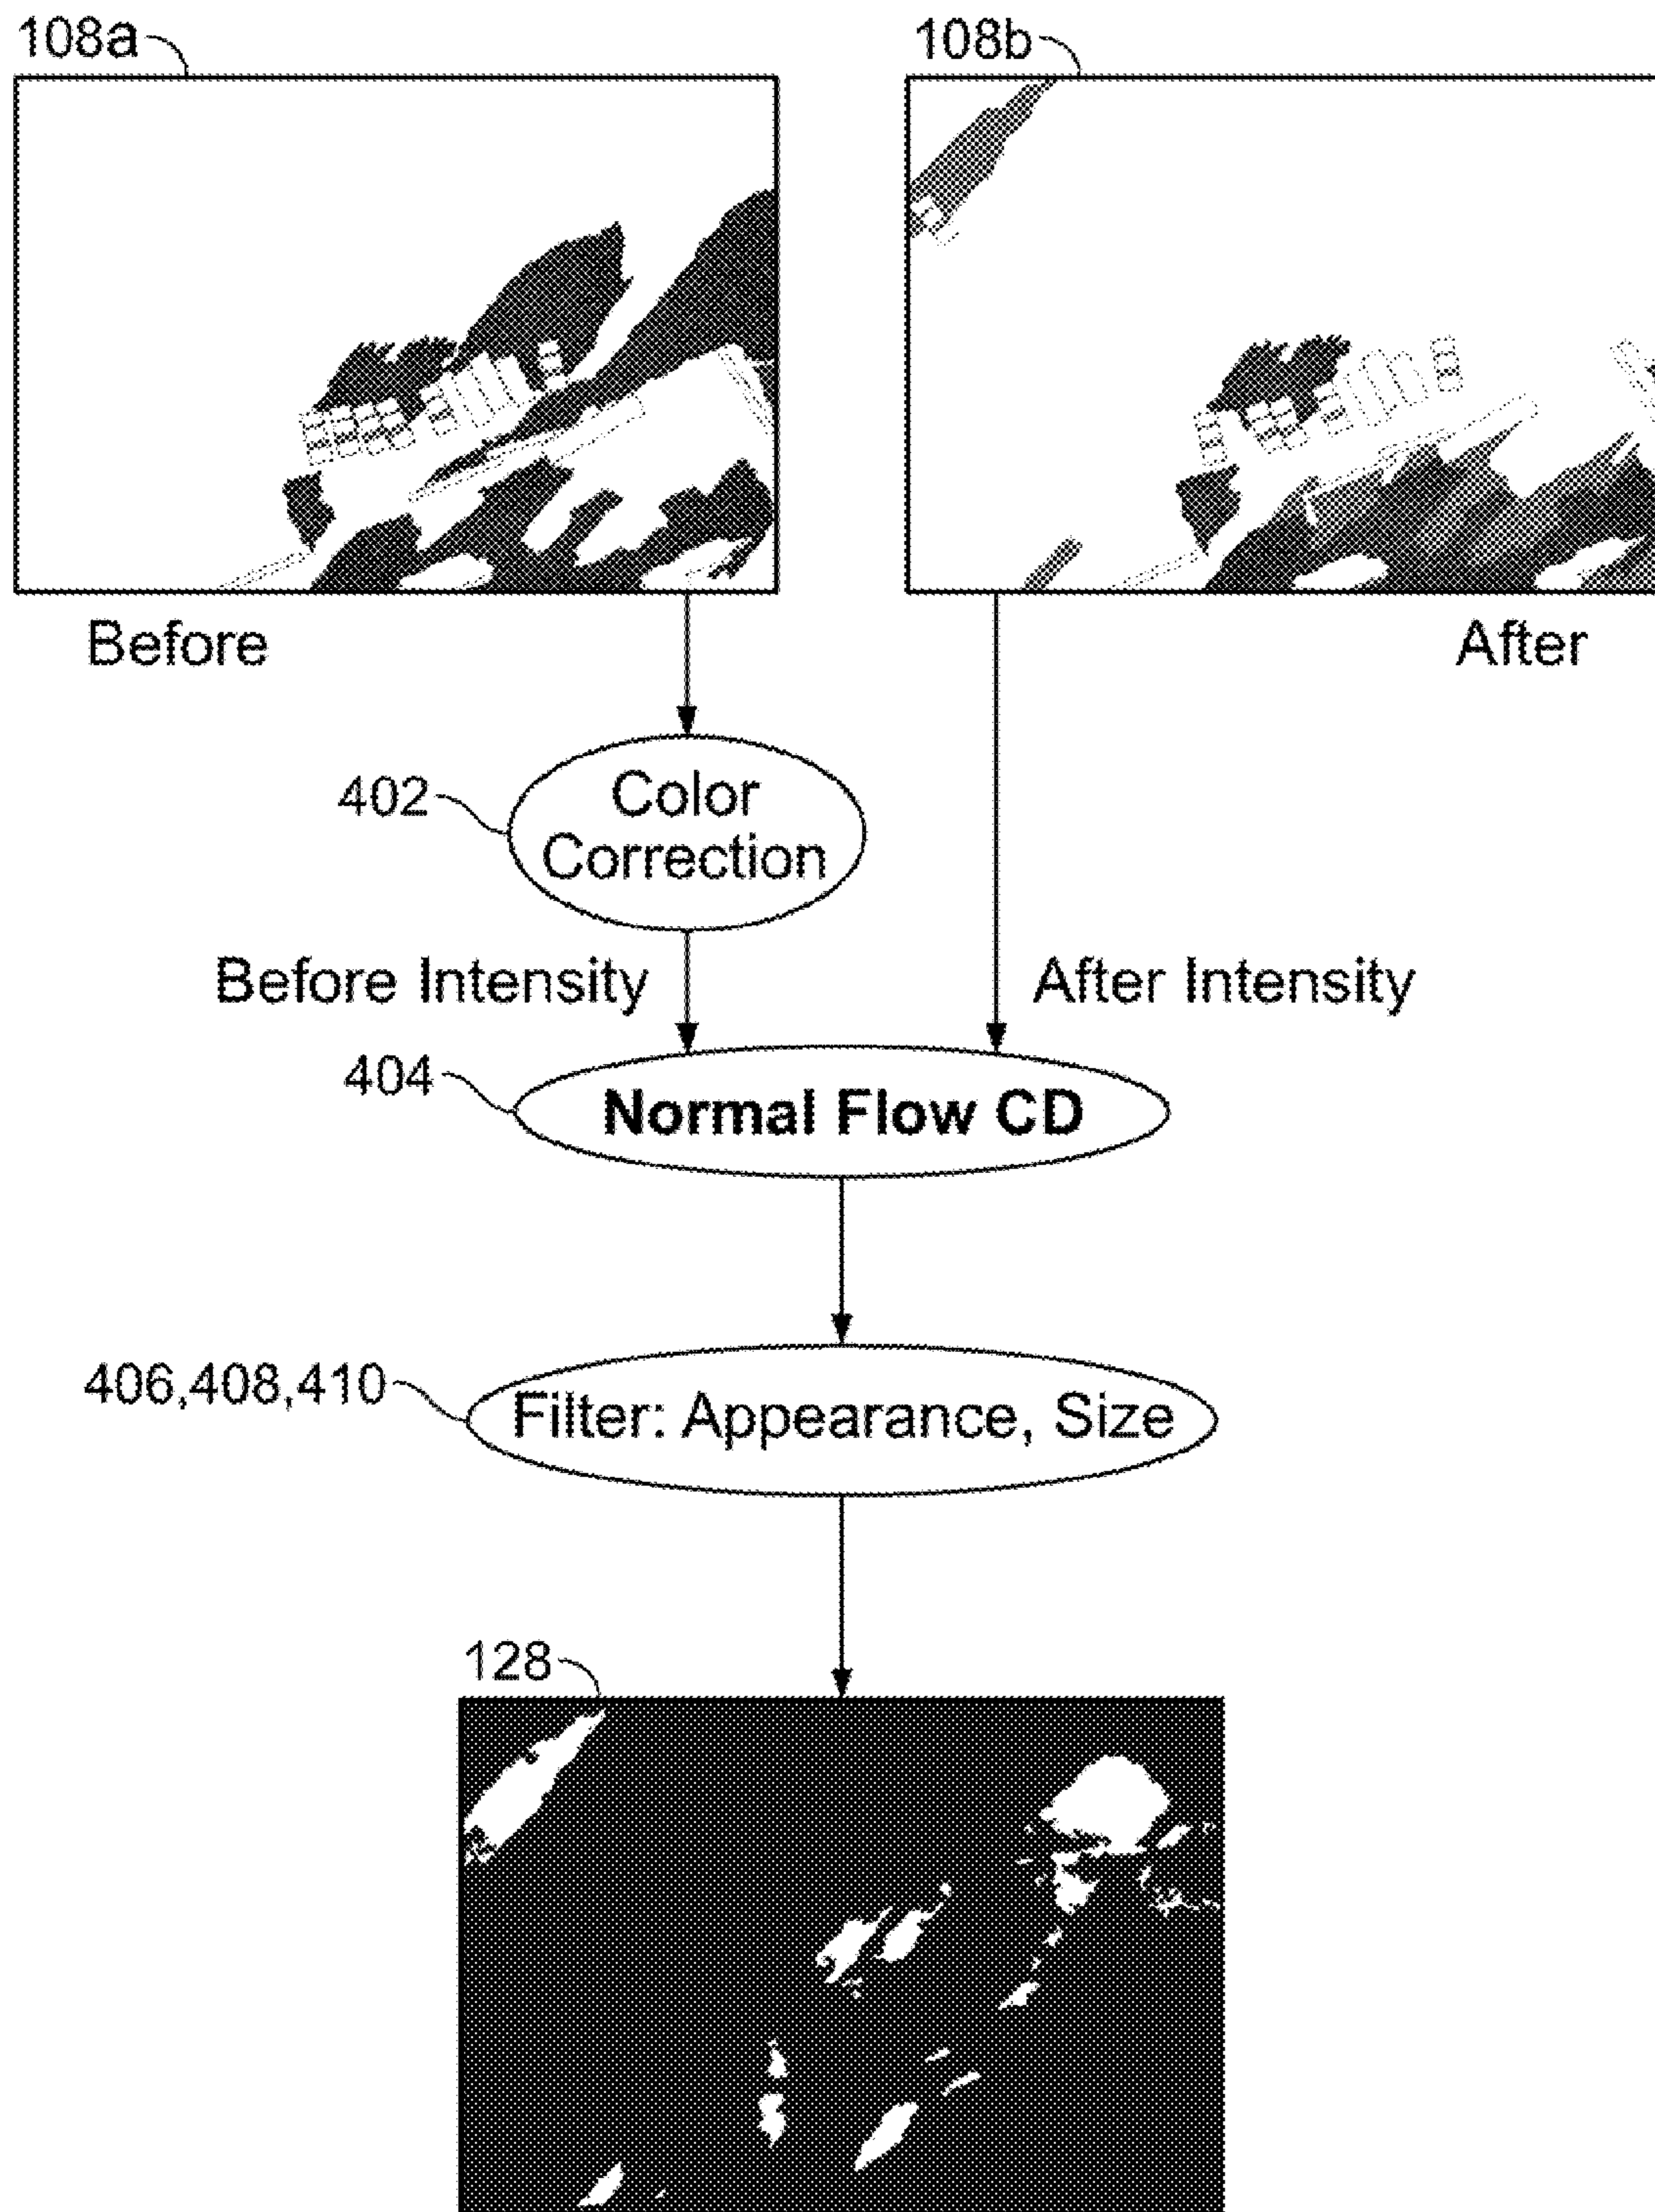 108a
108b
Before
After
402
Color
Correction
Before Intensity
After Intensity
404
Normal Flow CD
406,408,410
Filter: Appearance, Size
128